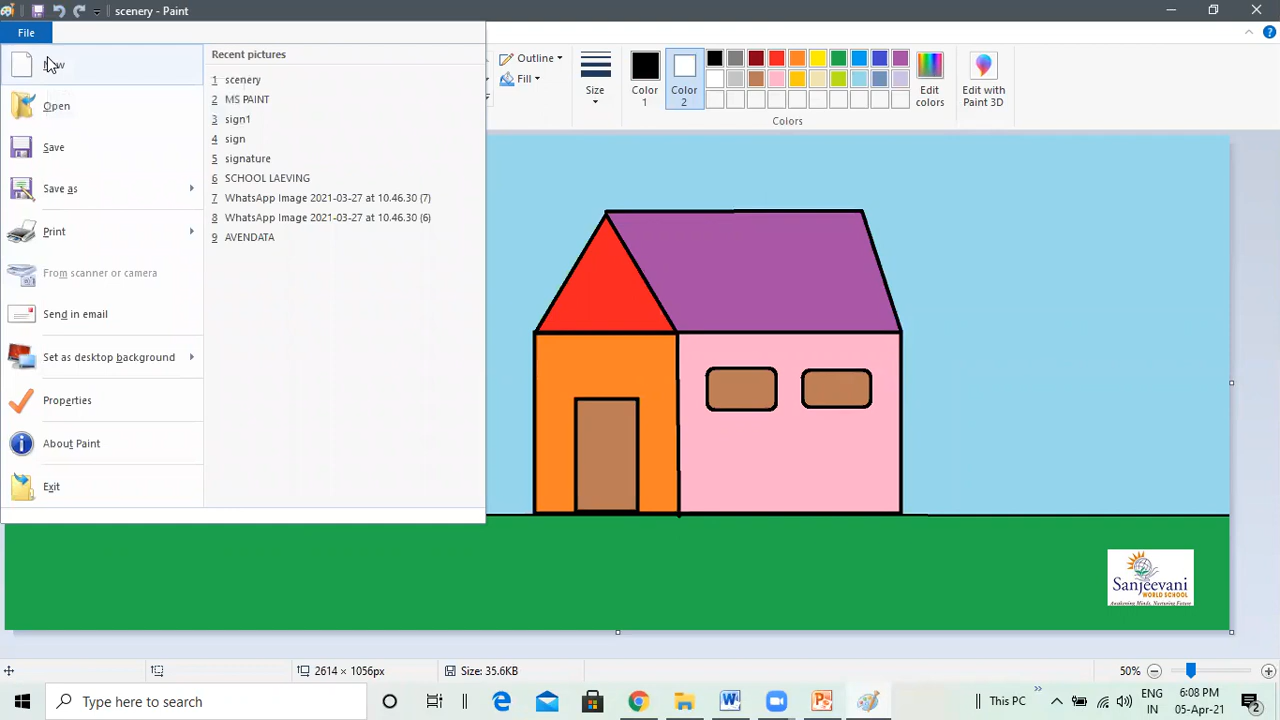 scenery - Paint
File
New
Open
Save
Save as
Print
From scanner or camera
Send in email
Set as desktop background
Properties
About Paint
Exit
Recent pictures
1 scenery
2 MS PAINT
3 sign1
4 sign
5 signature
6 SCHOOL LAEVING
7 WhatsApp Image 2021-03-27 at 10.46.30 (7)
8 WhatsApp Image 2021-03-27 at 10.46.30 (6)
9 AVENDATA
Outline
Fill
Size
Color 1
Color 2
Edit colors
Edit with Paint 3D
Colors
Sanjeevani
WORLD SCHOOL
Awakening Minds, Nurturing Future
2614 × 1056px
Size: 35.6KB
50%
Type here to search
This PC
ENG
IN
6:08 PM
05-Apr-21
2